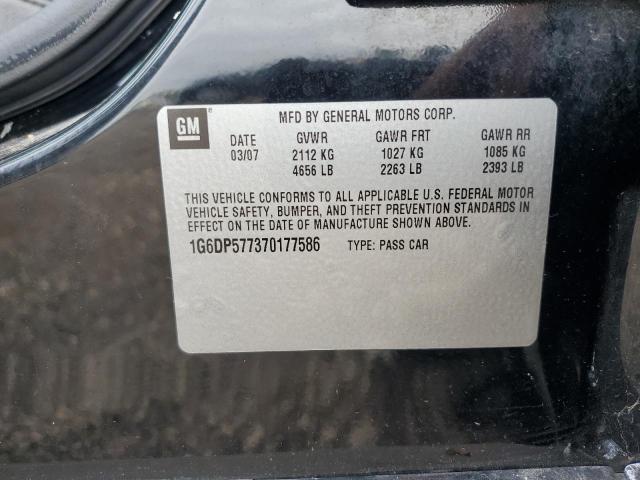 GM
MFD BY GENERAL MOTORS CORP.
DATE GVWR GAWR FRT GAWR RR
03/07 2112 KG 1027 KG 1085 KG
4656 LB 2263 LB 2393 LB
THIS VEHICLE CONFORMS TO ALL APPLICABLE U.S. FEDERAL MOTOR
VEHICLE SAFETY, BUMPER, AND THEFT PREVENTION STANDARDS IN
EFFECT ON THE DATE OF MANUFACTURE SHOWN ABOVE.
1G6DP577370177586 TYPE: PASS CAR